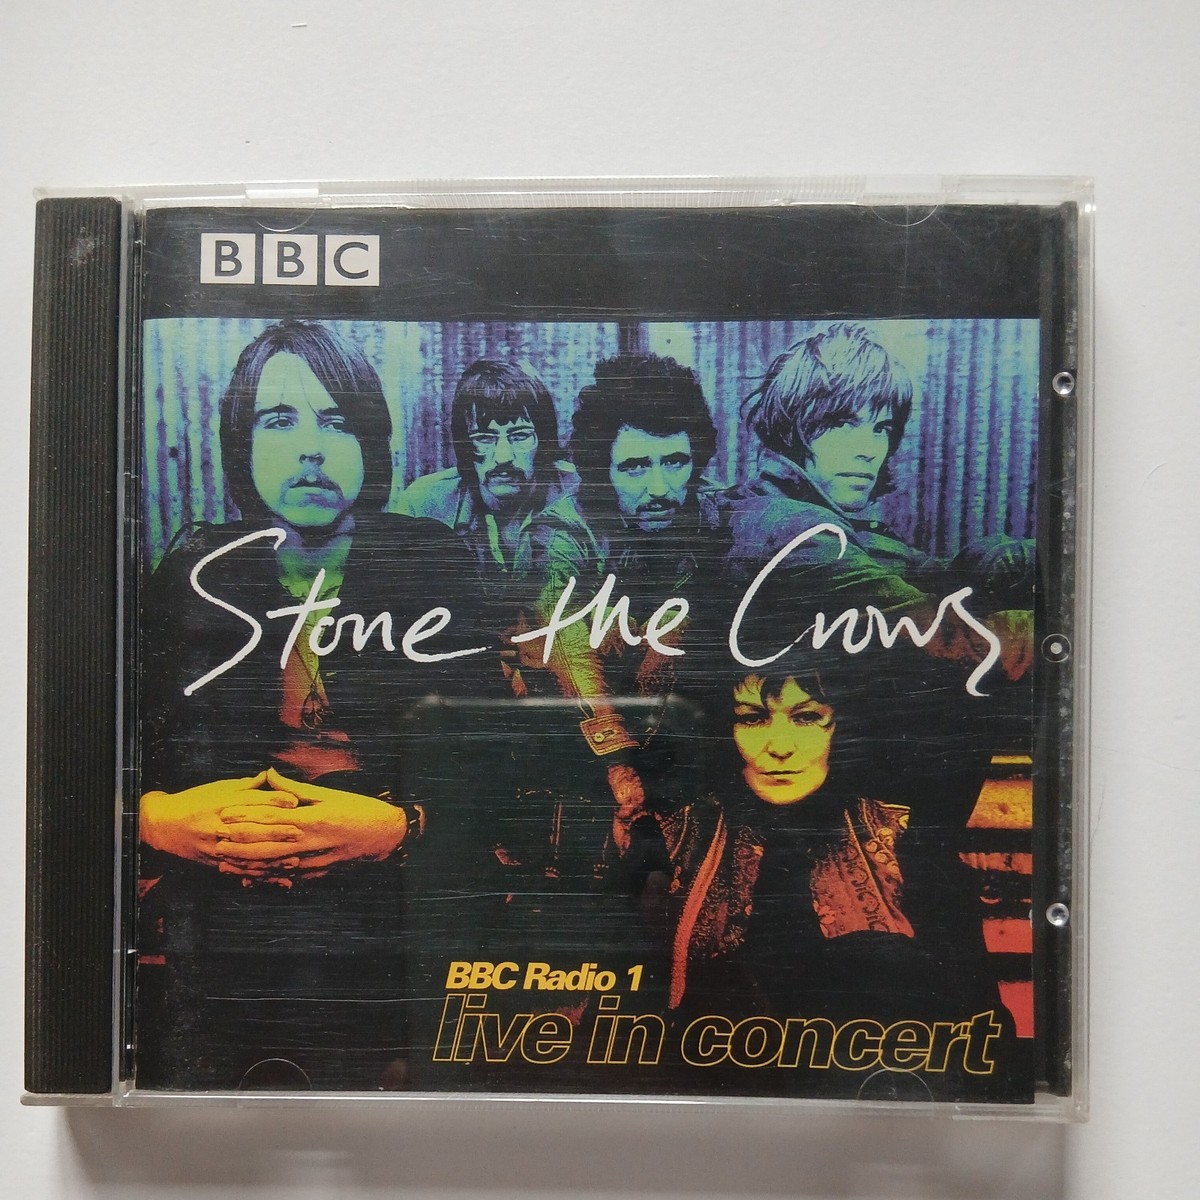 BBC
Stone the Crows
BBC Radio 1
live in concert